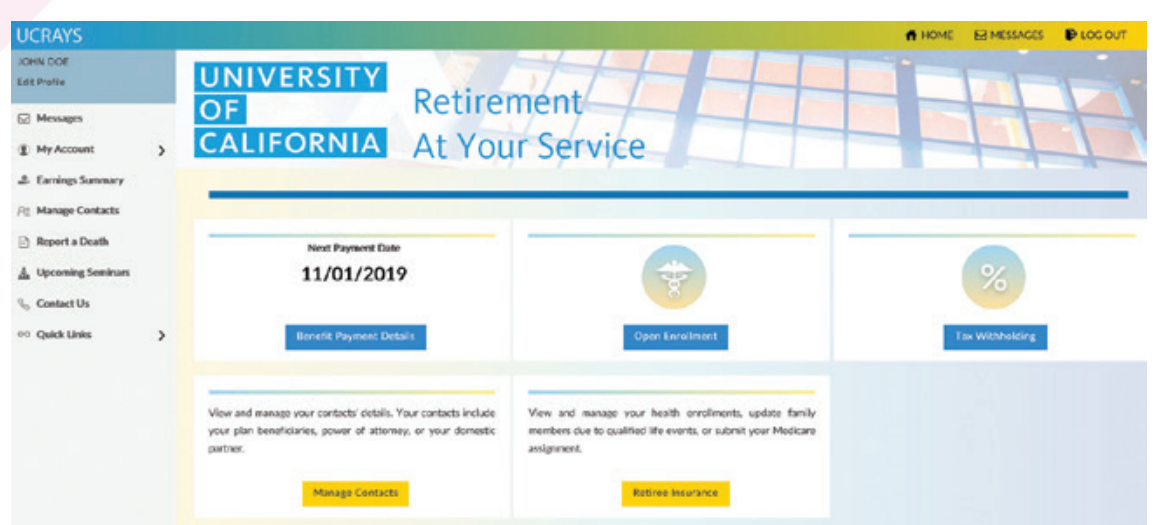 UCRAYS
HOME MESSAGES LOG OUT
JOHN DOE
Edit Profile
Messages
My Account
Earnings Summary
Manage Contacts
Report a Death
Upcoming Seminars
Contact Us
Quick Links
UNIVERSITY
OF
CALIFORNIA
Retirement
At Your Service
Next Payment Date
11/01/2019
Benefit Payment Details
Open Enrollment
%
Tax Withholding
View and manage your contacts' details. Your contacts include
your plan beneficiaries, power of attorney, or your domestic
partner.
Manage Contacts
View and manage your health enrollments, update family
members due to qualified life events, or submit your Medicare
assignment.
Retiree Insurance